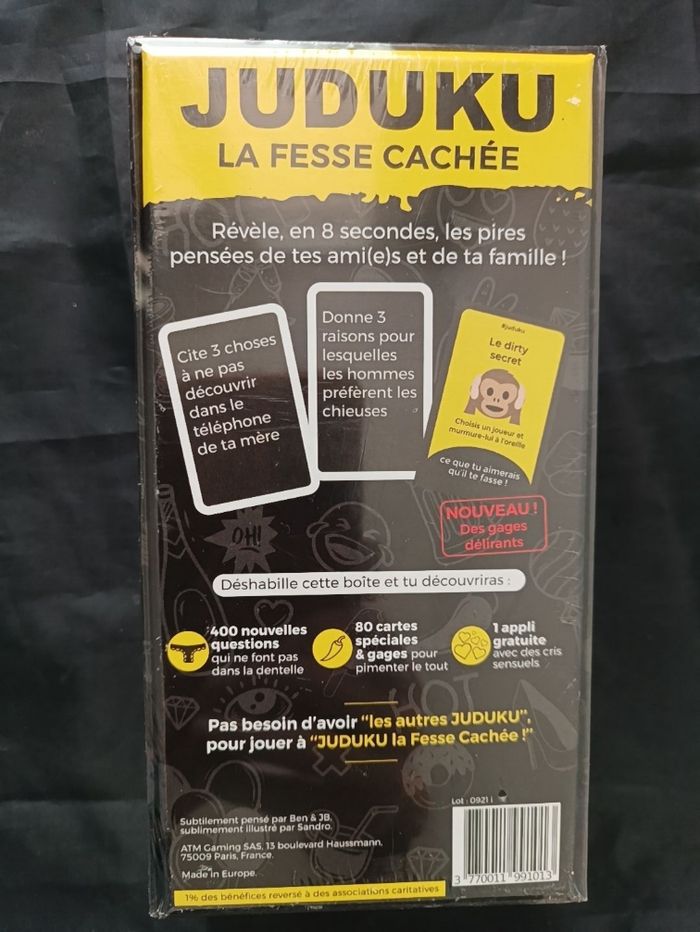 JUDUKU
LA FESSE CACHÉE
Révèle, en 8 secondes, les pires
pensées de tes ami(e)s et de ta famille !
Cite 3 choses
à ne pas
découvrir
dans le
téléphone
de ta mère
Donne 3
raisons pour
lesquelles
les hommes
préfèrent les
chieuses
#juduku
Le dirty
secret
Choisis un joueur et
murmure-lui à l'oreille
ce que tu aimerais
qu'il te fasse !
NOUVEAU !
Des gages
délirants
OH!
Déshabille cette boîte et tu découvriras :
400 nouvelles
questions
qui ne font pas
dans la dentelle
80 cartes
spéciales
& gages pour
pimenter le tout
1 appli
gratuite
avec des cris
sensuels
HOT
Pas besoin d'avoir "les autres JUDUKU",
pour jouer à "JUDUKU la Fesse Cachée !"
Lot : 0921 i
Subtilement pensé par Ben & JB,
sublimement illustré par Sandro.
ATM Gaming SAS, 13 boulevard Haussmann,
75009 Paris, France.
Made in Europe.
3 770011 991013
1% des bénéfices reversé à des associations caritatives